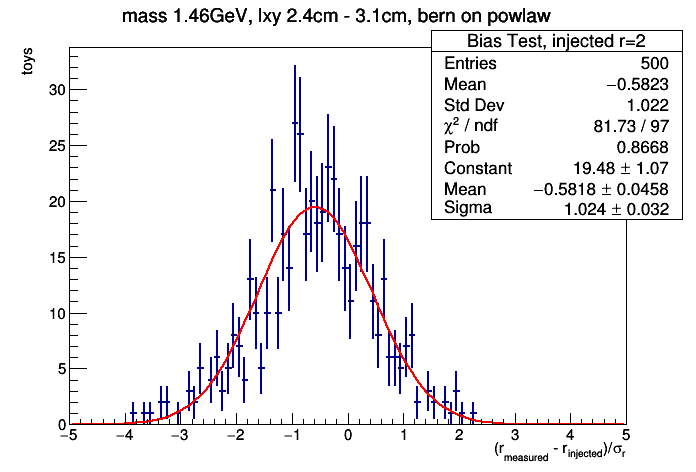 mass 1.46GeV, lxy 2.4cm - 3.1cm, bern on powlaw
toys
Bias Test, injected r=2
Entries 500
Mean −0.5823
Std Dev 1.022
χ² / ndf 81.73 / 97
Prob 0.8668
Constant 19.48 ± 1.07
Mean −0.5818 ± 0.0458
Sigma 1.024 ± 0.032
30
25
20
15
10
5
0
−5 −4 −3 −2 −1 0 1 2 3 4 5
(r_measured - r_injected)/σ_r